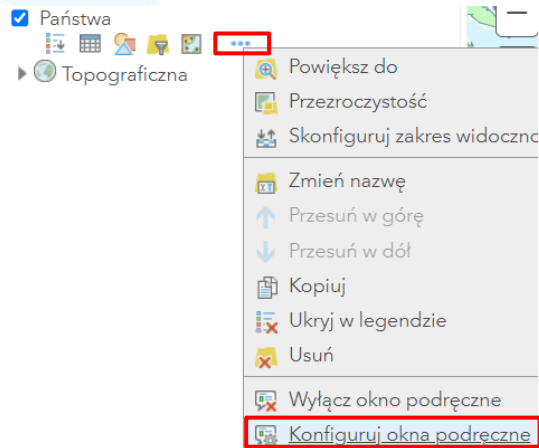 Państwa
Topograficzna
Powiększ do
Przezroczystość
Skonfiguruj zakres
Zmień nazwę
Przesuń w górę
Przesuń w dół
Kopiuj
Ukryj w legendzie
Usuń
Wyłącz okno podręczne
Konfiguruj okna podręczne